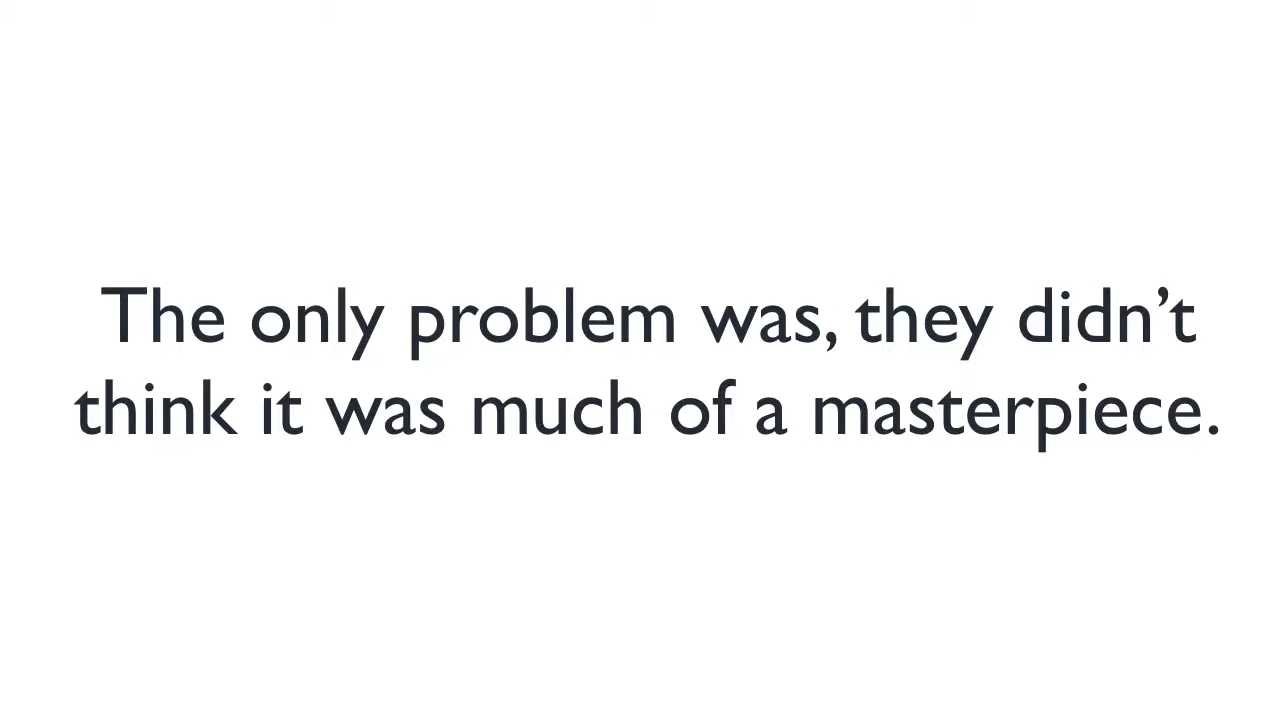 The only problem was, they didn’t
think it was much of a masterpiece.